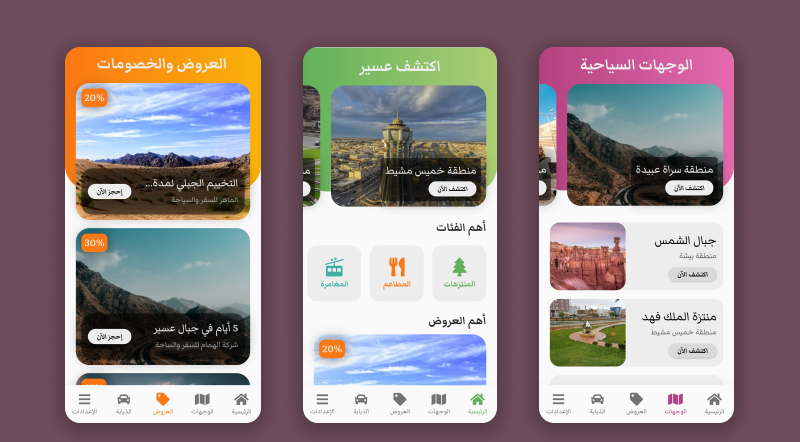 الوجهات السياحية
منطقة سراة عبيدة
اكتشف الآن
جبال الشمس
منطقة بيشة
اكتشف الآن
منتزة الملك فهد
منطقة خميس مشيط
اكتشف الآن
الرئيسية
الوجهات
العروض
الذبابة
الإعدادات
اكتشف عسير
منطقة خميس مشيط
اكتشف الآن
أهم الفئات
المنتزهات
المطاعم
المغامرة
أهم العروض
20%
الرئيسية
الوجهات
العروض
الذبابة
الإعدادات
العروض والخصومات
20%
التخييم الجبلي لمدة...
الماهر للسفر والسياحة
إحجز الآن
30%
5 أيام في جبال عسير
شركة الهمام للسفر والساحة
إحجز الآن
الرئيسية
الوجهات
العروض
الذبابة
الإعدادات